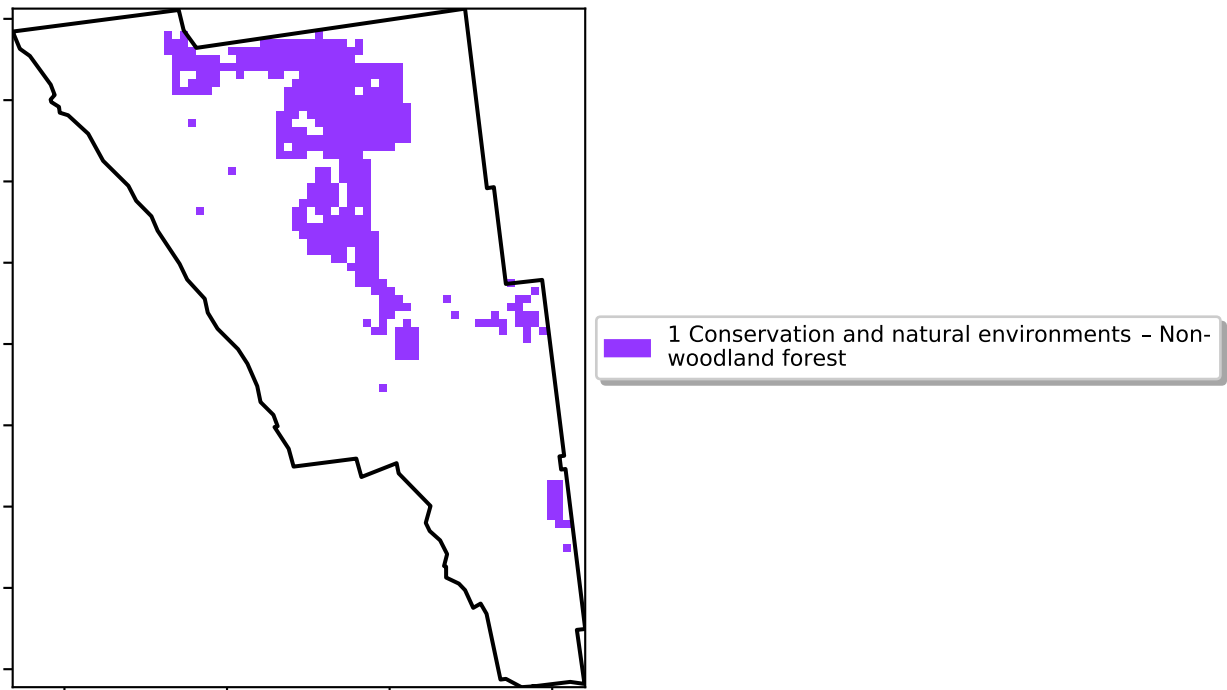 1 Conservation and natural environments – Non-
woodland forest